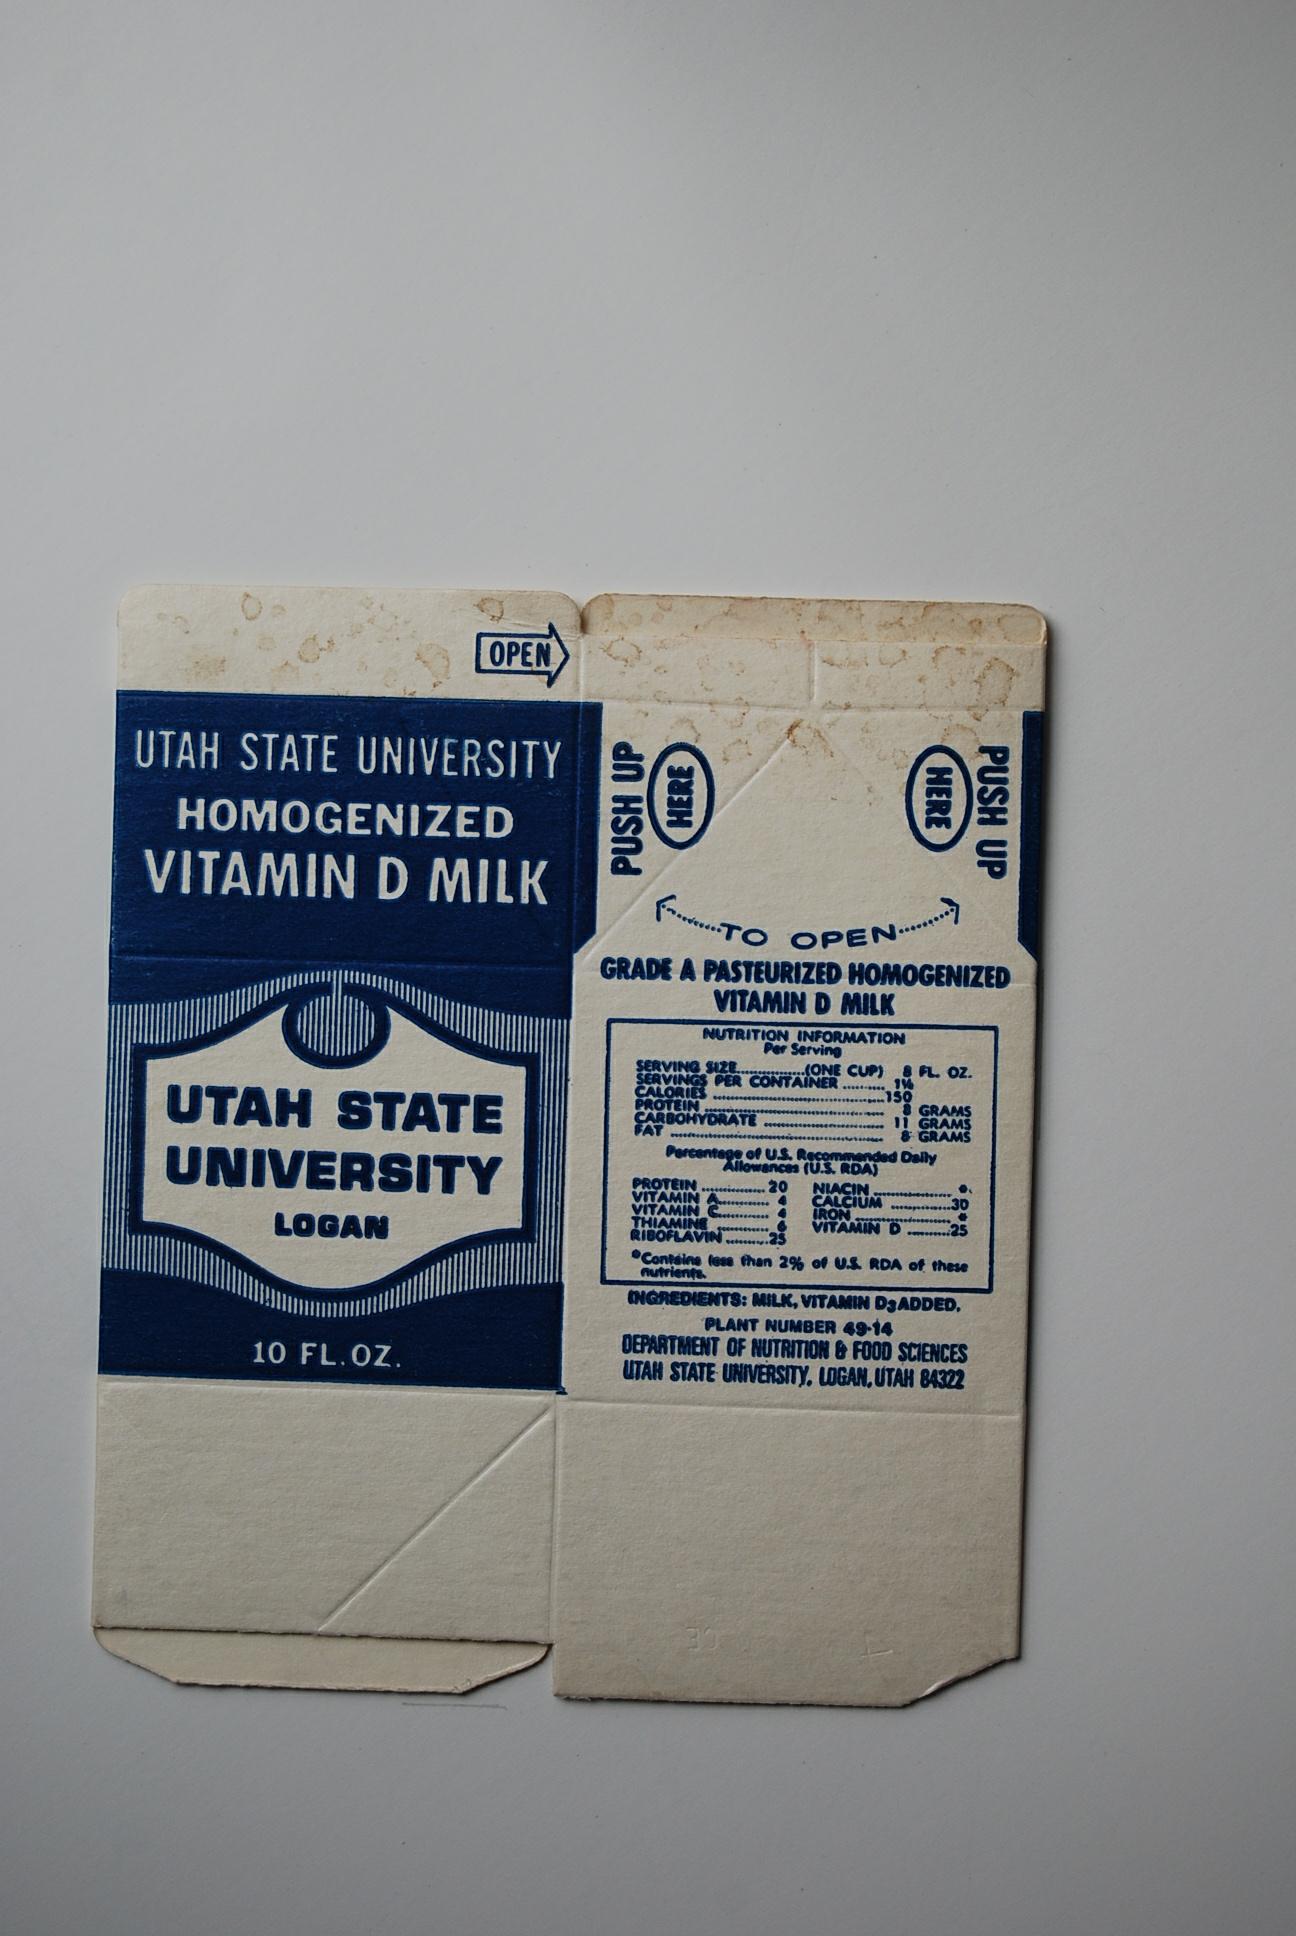 OPEN
UTAH STATE UNIVERSITY
HOMOGENIZED
VITAMIN D MILK
UTAH STATE
UNIVERSITY
LOGAN
10 FL. OZ.
PUSH UP
HERE
HERE
PUSH UP
TO OPEN
GRADE A PASTEURIZED HOMOGENIZED
VITAMIN D MILK
NUTRITION INFORMATION
Per Serving
SERVING SIZE............(ONE CUP) 8 FL. OZ.
SERVINGS PER CONTAINER .......... 1¼
CALORIES ..........150
PROTEIN .......... 8 GRAMS
CARBOHYDRATE .......... 11 GRAMS
FAT .......... 8 GRAMS
Percentage of U.S. Recommended Daily
Allowances (U.S. RDA)
PROTEIN .......... 20
VITAMIN A.......... 4
VITAMIN C.......... 4
THIAMINE .......... 6
RIBOFLAVIN ..........25
NIACIN .......... *
CALCIUM ..........30
IRON .......... *
VITAMIN D ..........25
*Contains less than 2% of U.S. RDA of these
nutrients.
INGREDIENTS: MILK, VITAMIN D3 ADDED.
PLANT NUMBER 49-14
DEPARTMENT OF NUTRITION & FOOD SCIENCES
UTAH STATE UNIVERSITY, LOGAN, UTAH 84322